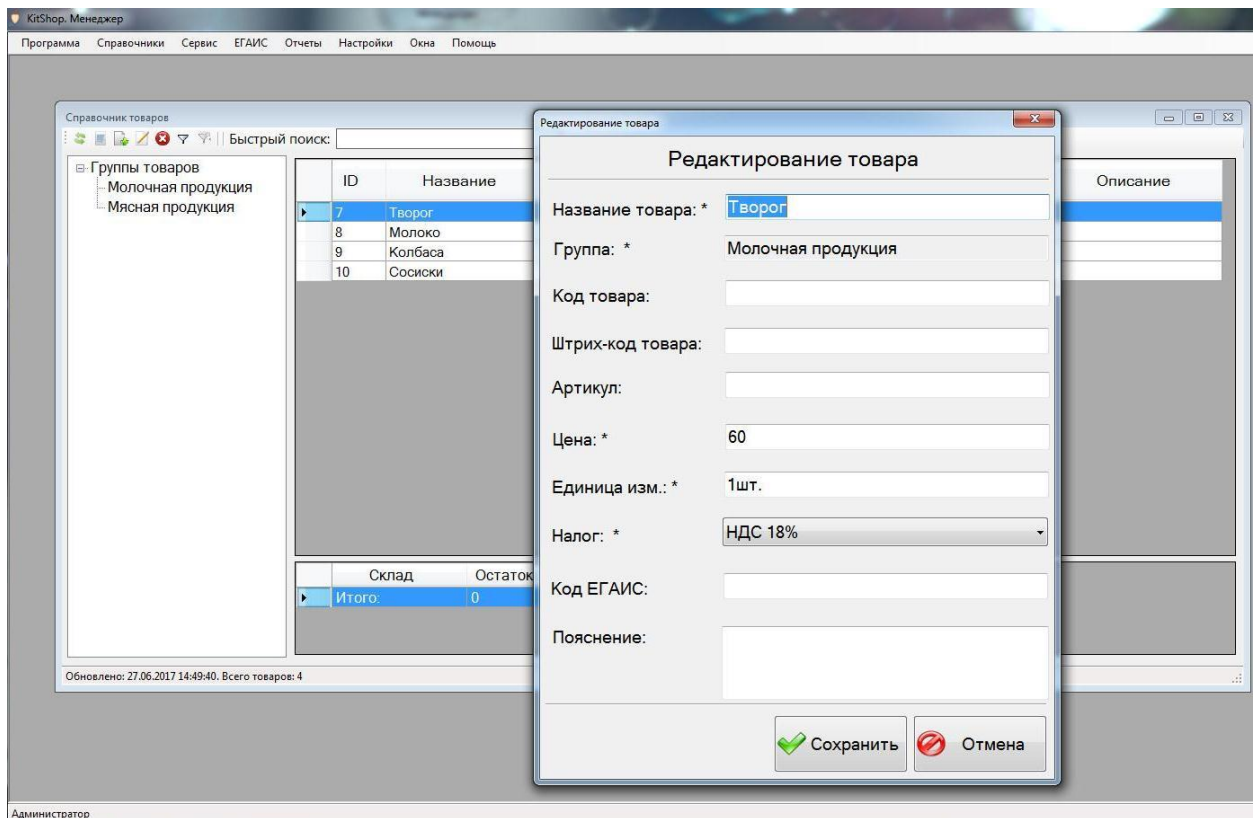 KitShop. Менеджер
Программа Справочники Сервис ЕГАИС Отчеты Настройки Окна Помощь
Справочник товаров
Быстрый поиск:
Группы товаров
Молочная продукция
Мясная продукция
ID Название Описание
7 Творог
8 Молоко
9 Колбаса
10 Сосиски
Склад Остаток
Итого: 0
Обновлено: 27.06.2017 14:49:40. Всего товаров: 4
Редактирование товара
Редактирование товара
Название товара: * Творог
Группа: * Молочная продукция
Код товара:
Штрих-код товара:
Артикул:
Цена: * 60
Единица изм.: * 1шт.
Налог: * НДС 18%
Код ЕГАИС:
Пояснение:
Сохранить Отмена
Администратор